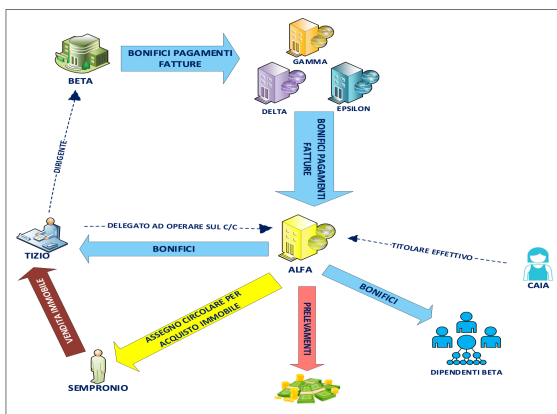 BONIFICI PAGAMENTI
FATTURE
GAMMA
BETA
DELTA
EPSILON
BONIFICI PAGAMENTI
FATTURE
DIRIGENTE
DELEGATO AD OPERARE SUL C/C
TITOLARE EFFETTIVO
BONIFICI
TIZIO
ALFA
CAIA
BONIFICI
VENDITA IMMOBILE
ASSEGNO CIRCOLARE PER
ACQUISTO IMMOBILE
PRELEVAMENTI
DIPENDENTI BETA
SEMPRONIO